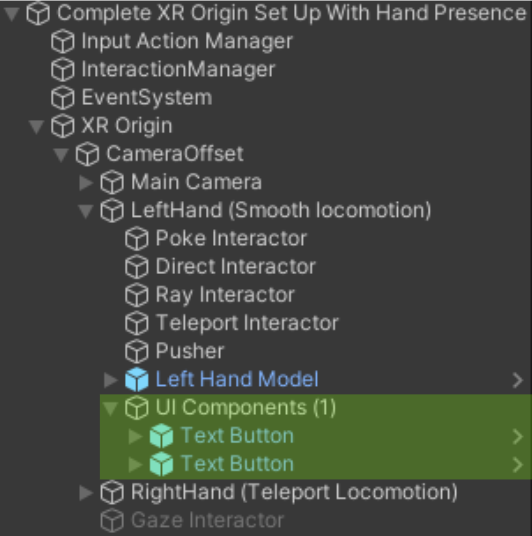 Complete XR Origin Set Up With Hand Presence
Input Action Manager
InteractionManager
EventSystem
XR Origin
CameraOffset
Main Camera
LeftHand (Smooth locomotion)
Poke Interactor
Direct Interactor
Ray Interactor
Teleport Interactor
Pusher
Left Hand Model
UI Components (1)
Text Button
Text Button
RightHand (Teleport Locomotion)
Gaze Interactor